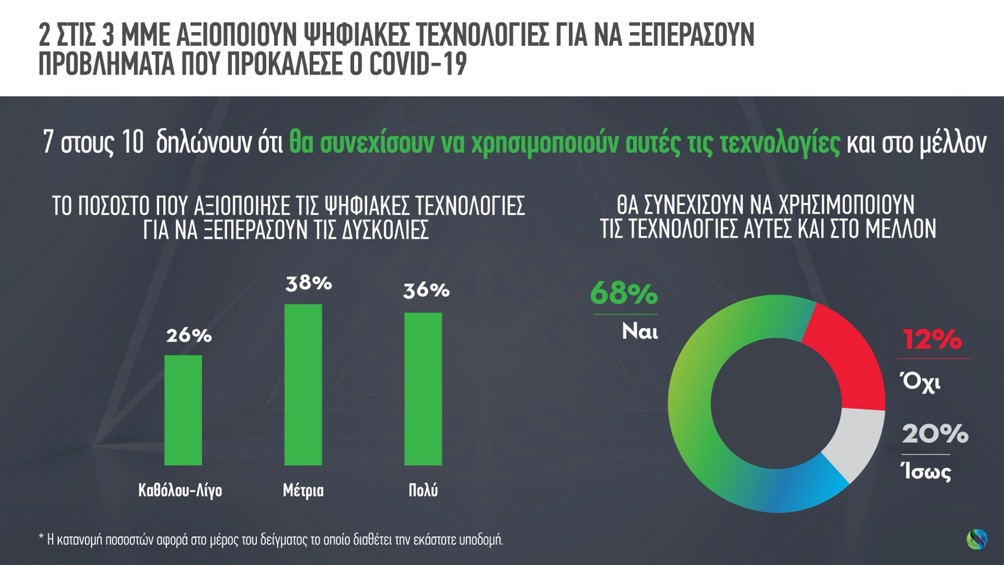 2 ΣΤΙΣ 3 ΜΜΕ ΑΞΙΟΠΟΙΟΥΝ ΨΗΦΙΑΚΕΣ ΤΕΧΝΟΛΟΓΙΕΣ ΓΙΑ ΝΑ ΞΕΠΕΡΑΣΟΥΝ
ΠΡΟΒΛΗΜΑΤΑ ΠΟΥ ΠΡΟΚΑΛΕΣΕ Ο COVID-19
7 στους 10 δηλώνουν ότι θα συνεχίσουν να χρησιμοποιούν αυτές τις τεχνολογίες και στο μέλλον
ΤΟ ΠΟΣΟΣΤΟ ΠΟΥ ΑΞΙΟΠΟΙΗΣΕ ΤΙΣ ΨΗΦΙΑΚΕΣ ΤΕΧΝΟΛΟΓΙΕΣ
ΓΙΑ ΝΑ ΞΕΠΕΡΑΣΟΥΝ ΤΙΣ ΔΥΣΚΟΛΙΕΣ
26%
38%
36%
Καθόλου-Λίγο
Μέτρια
Πολύ
ΘΑ ΣΥΝΕΧΙΣΟΥΝ ΝΑ ΧΡΗΣΙΜΟΠΟΙΟΥΝ
ΤΙΣ ΤΕΧΝΟΛΟΓΙΕΣ ΑΥΤΕΣ ΚΑΙ ΣΤΟ ΜΕΛΛΟΝ
68%
Ναι
12%
Όχι
20%
Ίσως
* Η κατανομή ποσοστών αφορά στο μέρος του δείγματος το οποίο διαθέτει την εκάστοτε υποδομή.